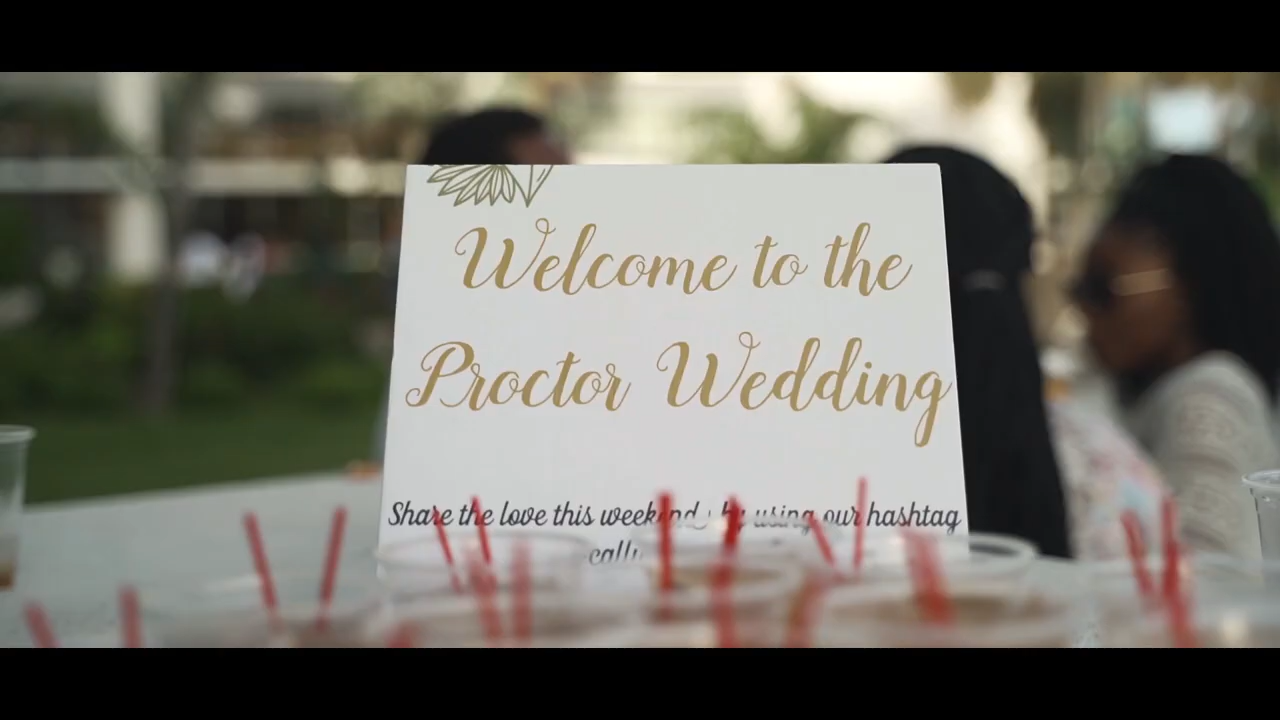 Welcome to the
Proctor Wedding
Share the love this weekend by using our hashtag